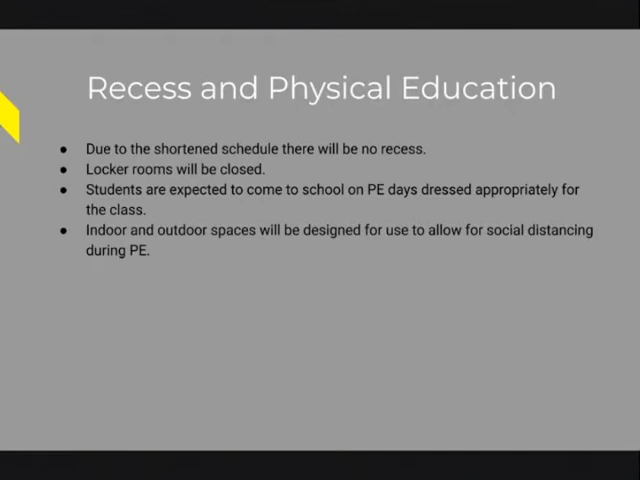 Recess and Physical Education
● Due to the shortened schedule there will be no recess.
● Locker rooms will be closed.
● Students are expected to come to school on PE days dressed appropriately for
the class.
● Indoor and outdoor spaces will be designed for use to allow for social distancing
during PE.